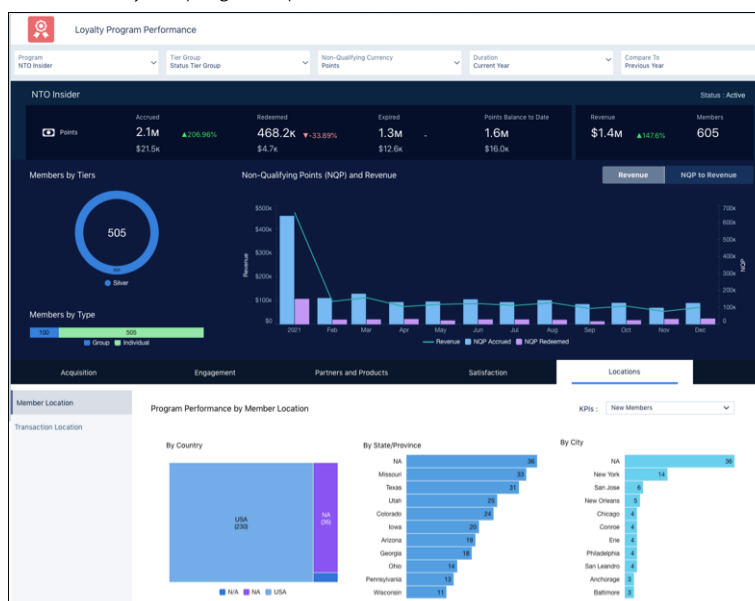 Loyalty Program Performance
Program
NTO Insider
Tier Group
Status Tier Group
Non-Qualifying Currency
Points
Duration
Current Year
Compare To
Previous Year
NTO Insider
Status : Active
Accrued
Redeemed
Expired
Points Balance to Date
Revenue
Members
Points
2.1M ▲206.96%
468.2K ▼-33.89%
1.3M -
1.6M
$1.4M ▲147.6%
605
$21.5K
$4.7K
$12.6K
$16.0K
Members by Tiers
505
Silver
Members by Type
100 505
Group Individual
Non-Qualifying Points (NQP) and Revenue
Revenue NQP to Revenue
$500K
$400K
$300K
$200K
$100K
$0
Revenue
700K
600K
500K
400K
300K
200K
100K
0
NQP
2021 Feb Mar Apr May Jun Jul Aug Sep Oct Nov Dec
Revenue NQP Accrued NQP Redeemed
Acquisition Engagement Partners and Products Satisfaction Locations
Member Location
Transaction Location
Program Performance by Member Location
KPIs : New Members
By Country
USA
(230)
NA
(36)
N/A NA USA
By State/Province
NA 36
Missouri 33
Texas 31
Utah 25
Colorado 24
Iowa 20
Arizona 19
Georgia 18
Ohio 14
Pennsylvania 13
Wisconsin 11
By City
NA 36
New York 14
San Jose 6
New Orleans 5
Chicago 4
Conroe 4
Erie 4
Philadelphia 4
San Leandro 4
Anchorage 3
Baltimore 3